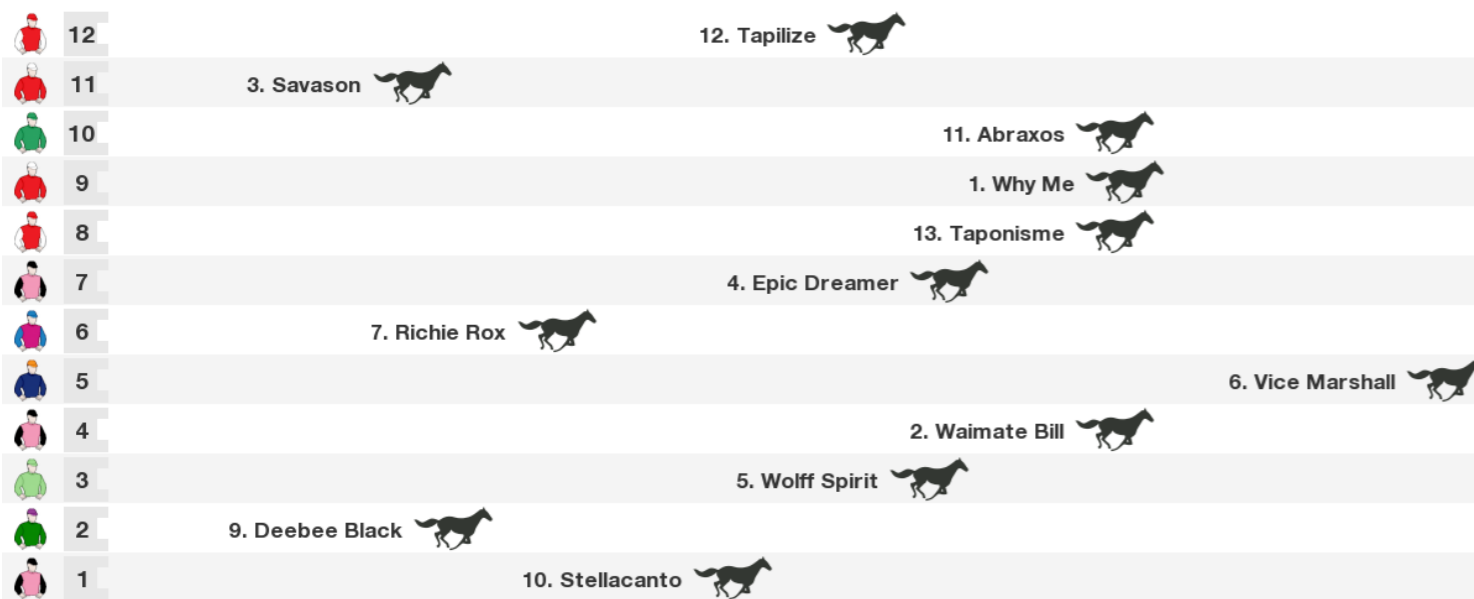 12 12. Tapilize
11 3. Savason
10 11. Abraxos
9 1. Why Me
8 13. Taponisme
7 4. Epic Dreamer
6 7. Richie Rox
5 6. Vice Marshall
4 2. Waimate Bill
3 5. Wolff Spirit
2 9. Deebee Black
1 10. Stellacanto